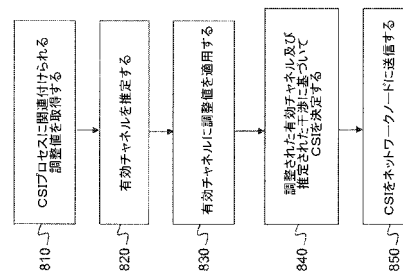 CSIプロセスに関連付けられる
調整値を取得する
810
有効チャネルを推定する
820
有効チャネルに調整値を適用する
830
調整された有効チャネル及び
推定された干渉に基づいて
CSIを決定する
840
CSIをネットワークノードに送信する
850